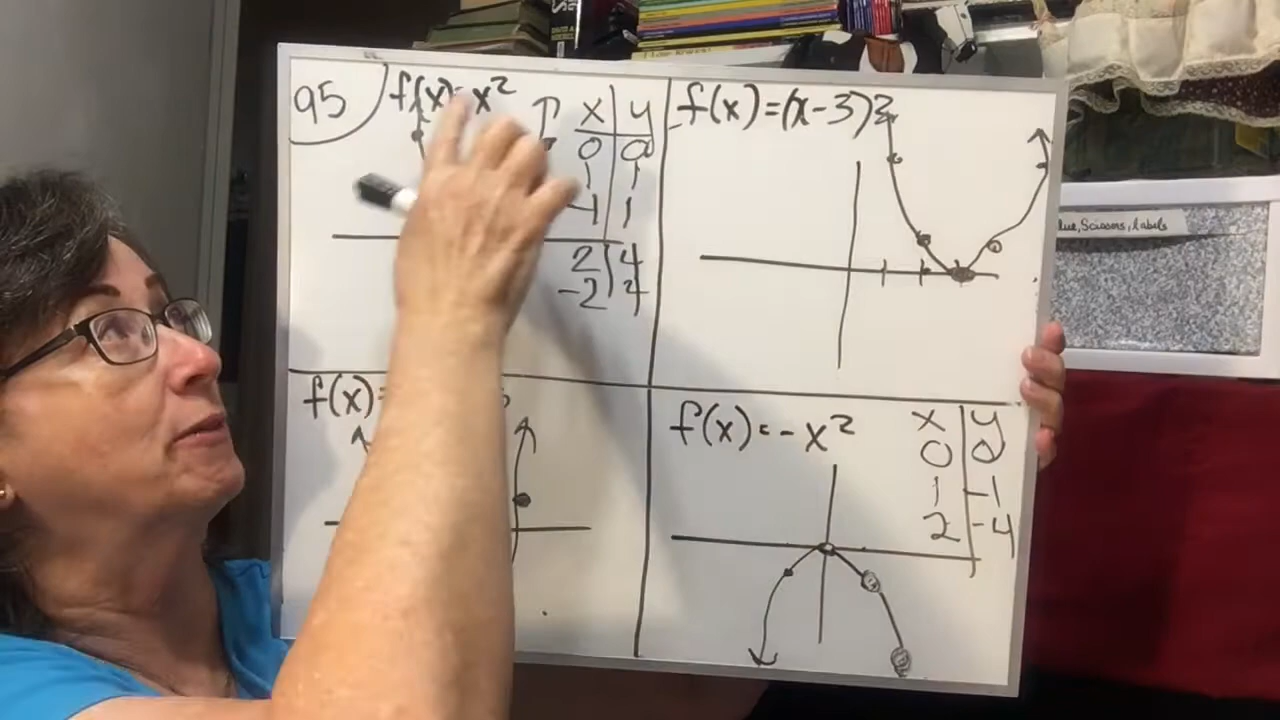 95
f(x)=x²
x y
0 0
1 1
-1 1
2 4
-2 4
f(x)=(x-3)²
f(x)=
f(x)=-x²
x y
0 0
1 -1
2 -4
lue,Scissors,labels